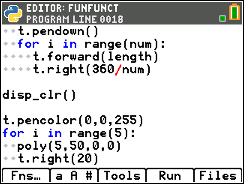 EDITOR: FUNFUNCT
PROGRAM LINE 0018
t.pendown()
for i in range(num):
t.forward(length)
t.right(360/num)
disp_clr()
t.pencolor(0,0,255)
for i in range(5):
poly(5,50,0,0)
t.right(20)
Fns… a A # Tools Run Files